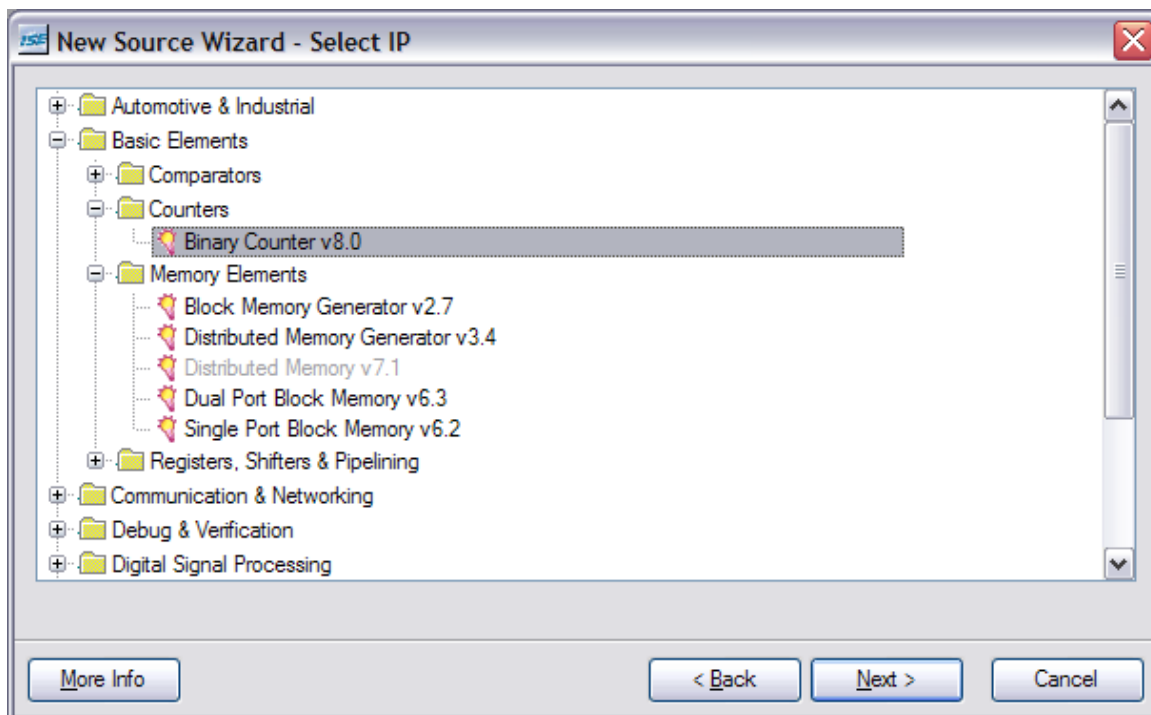 ISE New Source Wizard - Select IP
Automotive & Industrial
Basic Elements
Comparators
Counters
Binary Counter v8.0
Memory Elements
Block Memory Generator v2.7
Distributed Memory Generator v3.4
Distributed Memory v7.1
Dual Port Block Memory v6.3
Single Port Block Memory v6.2
Registers, Shifters & Pipelining
Communication & Networking
Debug & Verification
Digital Signal Processing
More Info < Back Next > Cancel